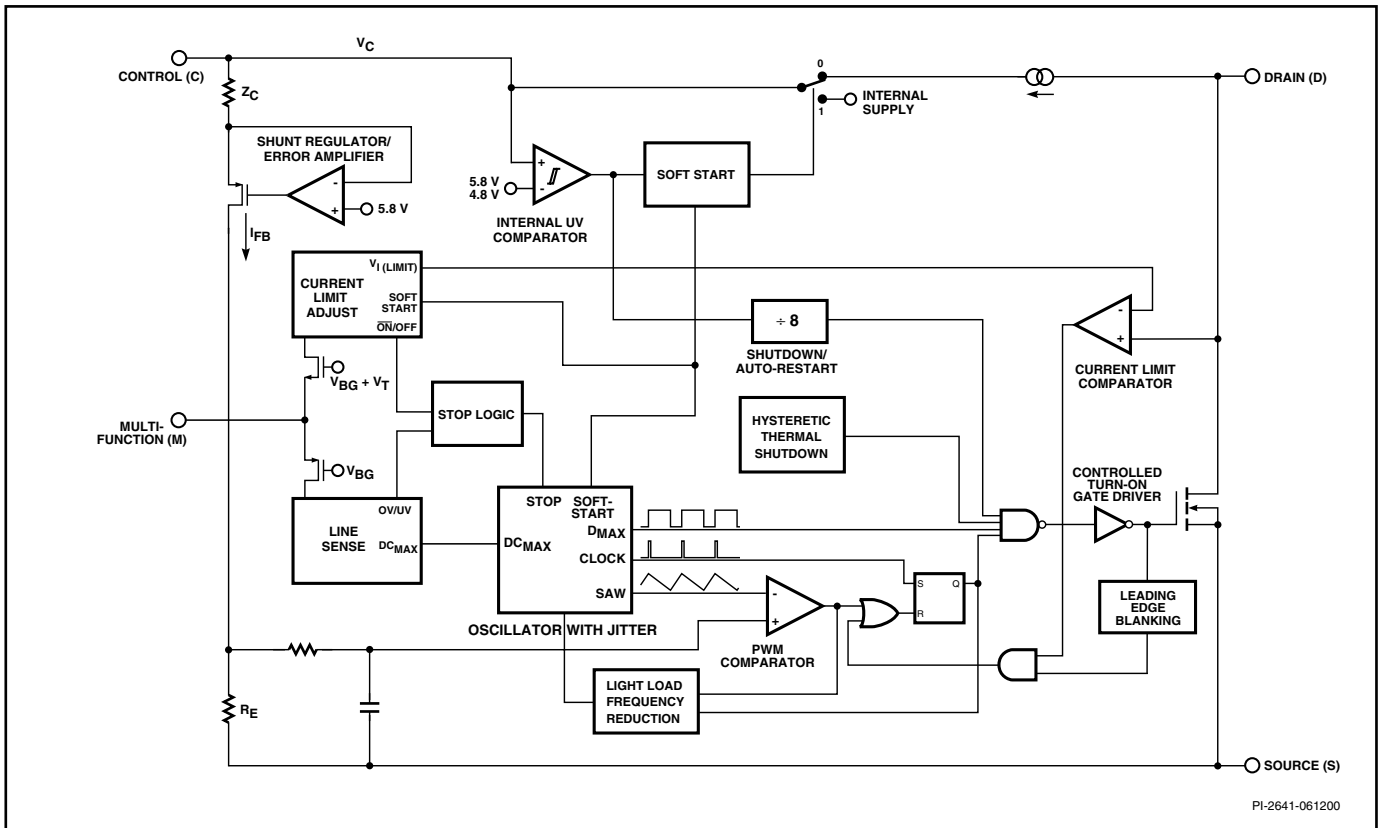 V_C
CONTROL (C)
Z_C
0
1
INTERNAL
SUPPLY
DRAIN (D)
SHUNT REGULATOR/
ERROR AMPLIFIER
-
+
5.8 V
I_FB
+
-
5.8 V
4.8 V
INTERNAL UV
COMPARATOR
SOFT START
CURRENT
LIMIT
ADJUST
V_I (LIMIT)
SOFT
START
O̅N̅/OFF
÷ 8
SHUTDOWN/
AUTO-RESTART
-
+
CURRENT LIMIT
COMPARATOR
V_BG + V_T
MULTI-
FUNCTION (M)
STOP LOGIC
HYSTERETIC
THERMAL
SHUTDOWN
V_BG
CONTROLLED
TURN-ON
GATE DRIVER
OV/UV
LINE
SENSE
DC_MAX
STOP
SOFT-
START
D_MAX
DC_MAX
CLOCK
SAW
OSCILLATOR WITH JITTER
-
+
PWM
COMPARATOR
S
Q
R
LEADING
EDGE
BLANKING
LIGHT LOAD
FREQUENCY
REDUCTION
R_E
SOURCE (S)
PI-2641-061200